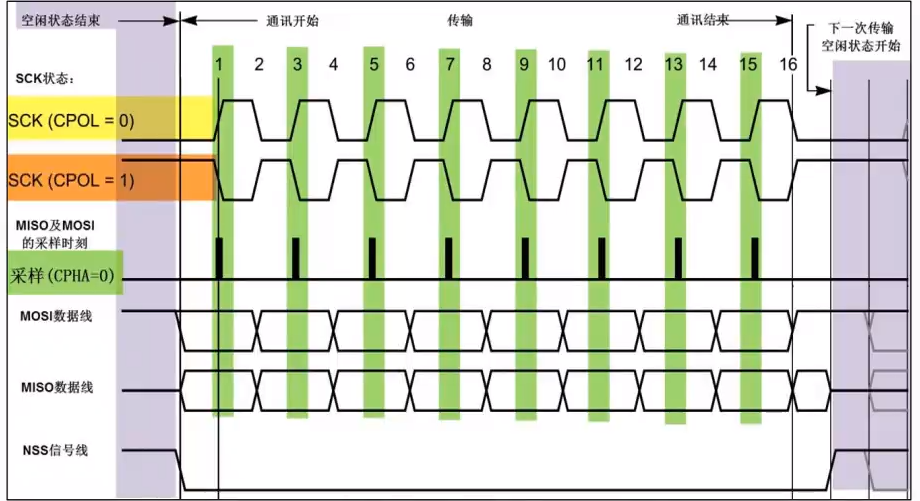 空闲状态结束
通讯开始
传输
通讯结束
下一次传输
空闲状态开始
1 2 3 4 5 6 7 8 9 10 11 12 13 14 15 16
SCK状态:
SCK (CPOL = 0)
SCK (CPOL = 1)
MISO及MOSI
的采样时刻
采样(CPHA=0)
MOSI数据线
MISO数据线
NSS信号线